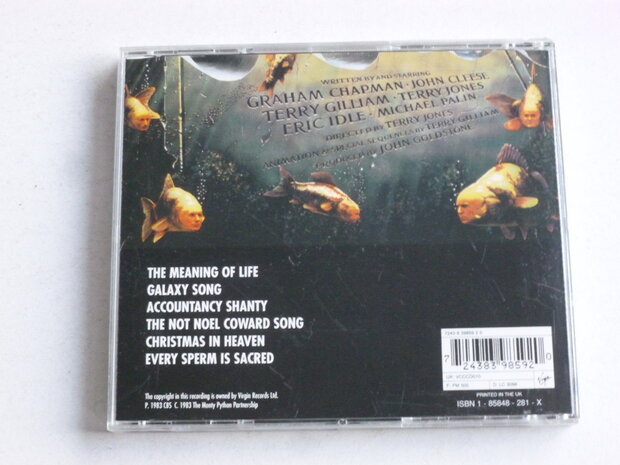 WRITTEN BY AND STARRING
GRAHAM CHAPMAN · JOHN CLEESE
TERRY GILLIAM · TERRY JONES
ERIC IDLE · MICHAEL PALIN
DIRECTED BY TERRY JONES
ANIMATION & SPECIAL SEQUENCES BY TERRY GILLIAM
PRODUCED BY JOHN GOLDSTONE
THE MEANING OF LIFE
GALAXY SONG
ACCOUNTANCY SHANTY
THE NOT NOEL COWARD SONG
CHRISTMAS IN HEAVEN
EVERY SPERM IS SACRED
The copyright in this recording is owned by Virgin Records Ltd.
P. 1983 CBS C. 1983 The Monty Python Partnership
7 24383 98592 0
PRINTED IN THE UK
ISBN 1 - 85848 - 281 - X